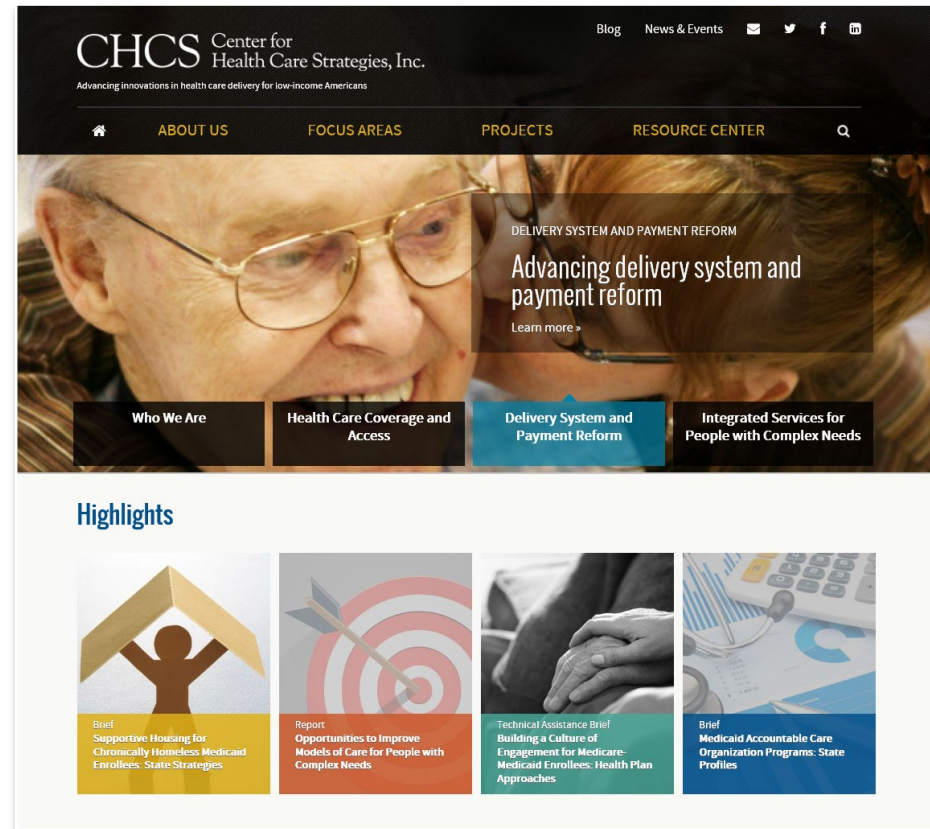 CHCS Center for
Health Care Strategies, Inc.
Advancing innovations in health care delivery for low-income Americans
Blog News & Events
ABOUT US FOCUS AREAS PROJECTS RESOURCE CENTER
DELIVERY SYSTEM AND PAYMENT REFORM
Advancing delivery system and
payment reform
Learn more »
Who We Are
Health Care Coverage and
Access
Delivery System and
Payment Reform
Integrated Services for
People with Complex Needs
Highlights
Brief
Supportive Housing for
Chronically Homeless Medicaid
Enrollees: State Strategies
Report
Opportunities to Improve
Models of Care for People with
Complex Needs
Technical Assistance Brief
Building a Culture of
Engagement for Medicare-
Medicaid Enrollees: Health Plan
Approaches
Brief
Medicaid Accountable Care
Organization Programs: State
Profiles